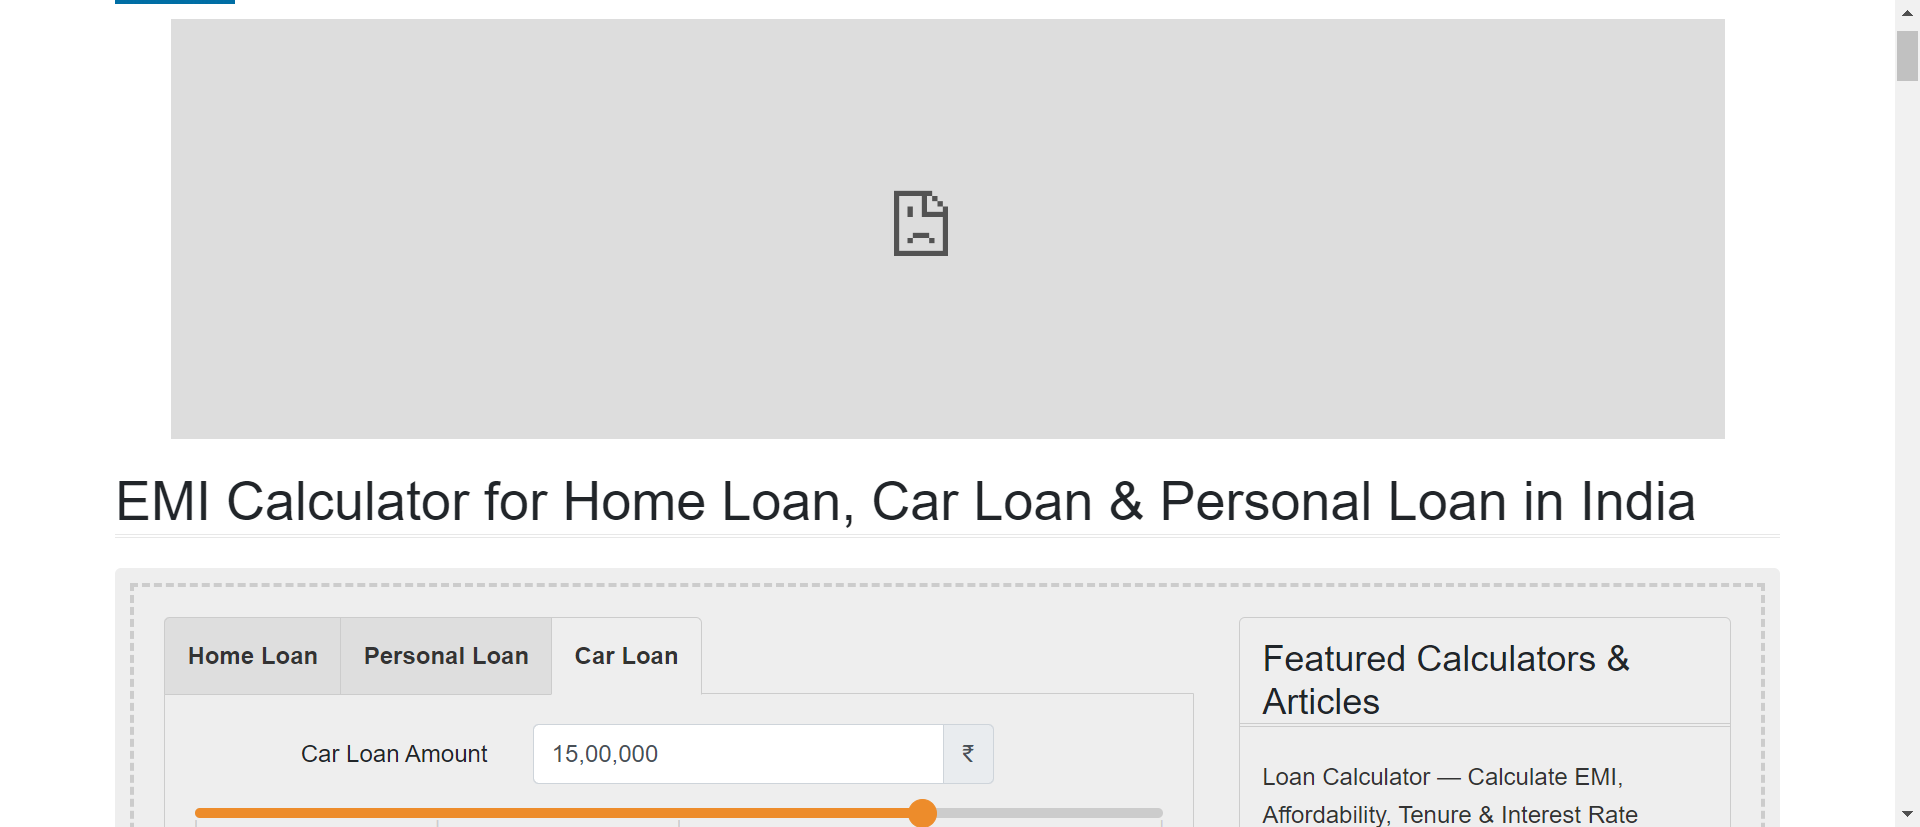 EMI Calculator for Home Loan, Car Loan & Personal Loan in India
Home Loan
Personal Loan
Car Loan
Car Loan Amount
15,00,000
₹
Featured Calculators &
Articles
Loan Calculator — Calculate EMI,
Affordability, Tenure & Interest Rate